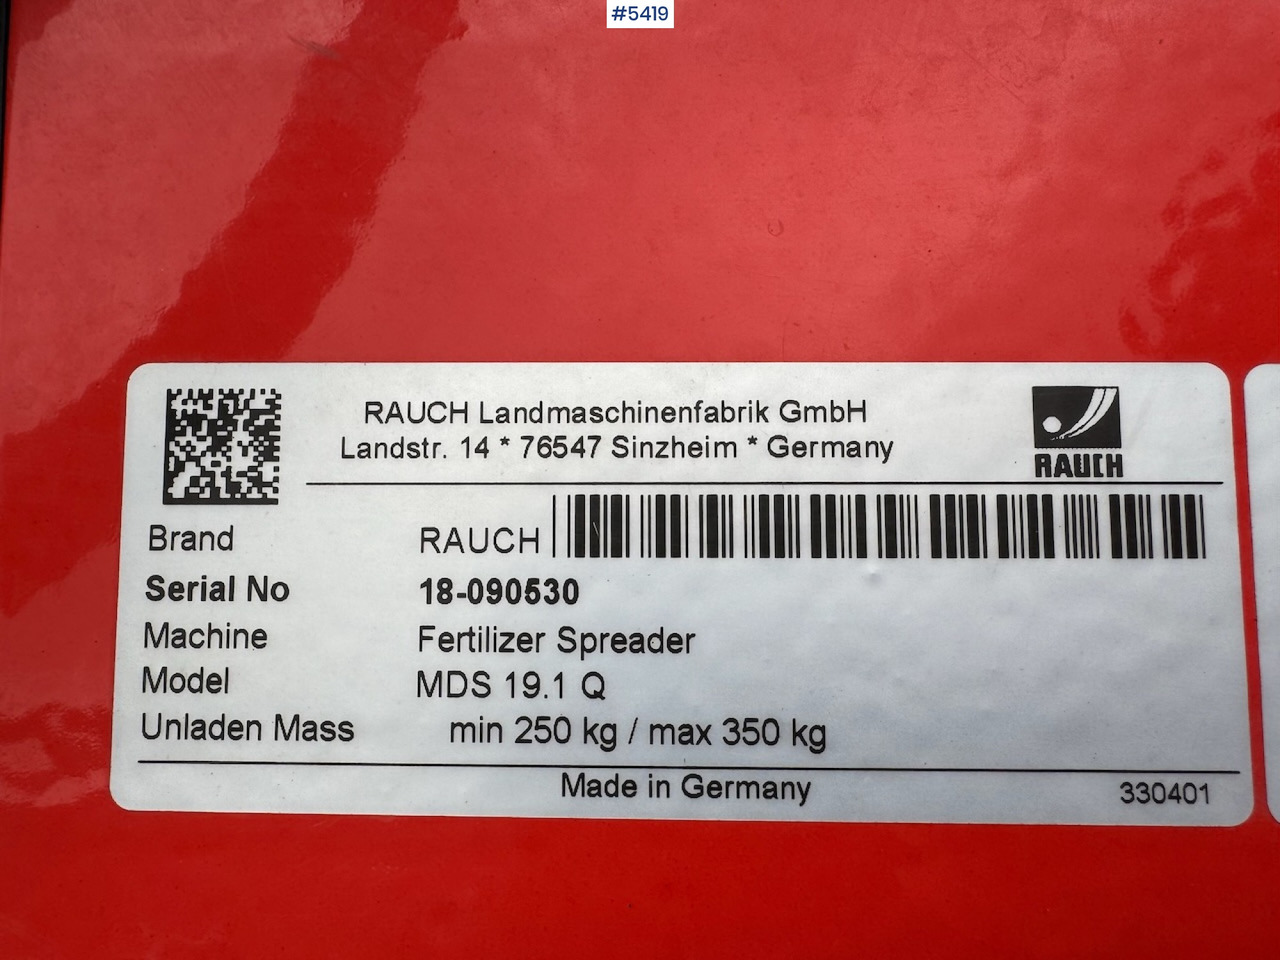 #5419
RAUCH Landmaschinenfabrik GmbH
Landstr. 14 * 76547 Sinzheim * Germany
RAUCH
Brand RAUCH
Serial No 18-090530
Machine Fertilizer Spreader
Model MDS 19.1 Q
Unladen Mass min 250 kg / max 350 kg
Made in Germany 330401